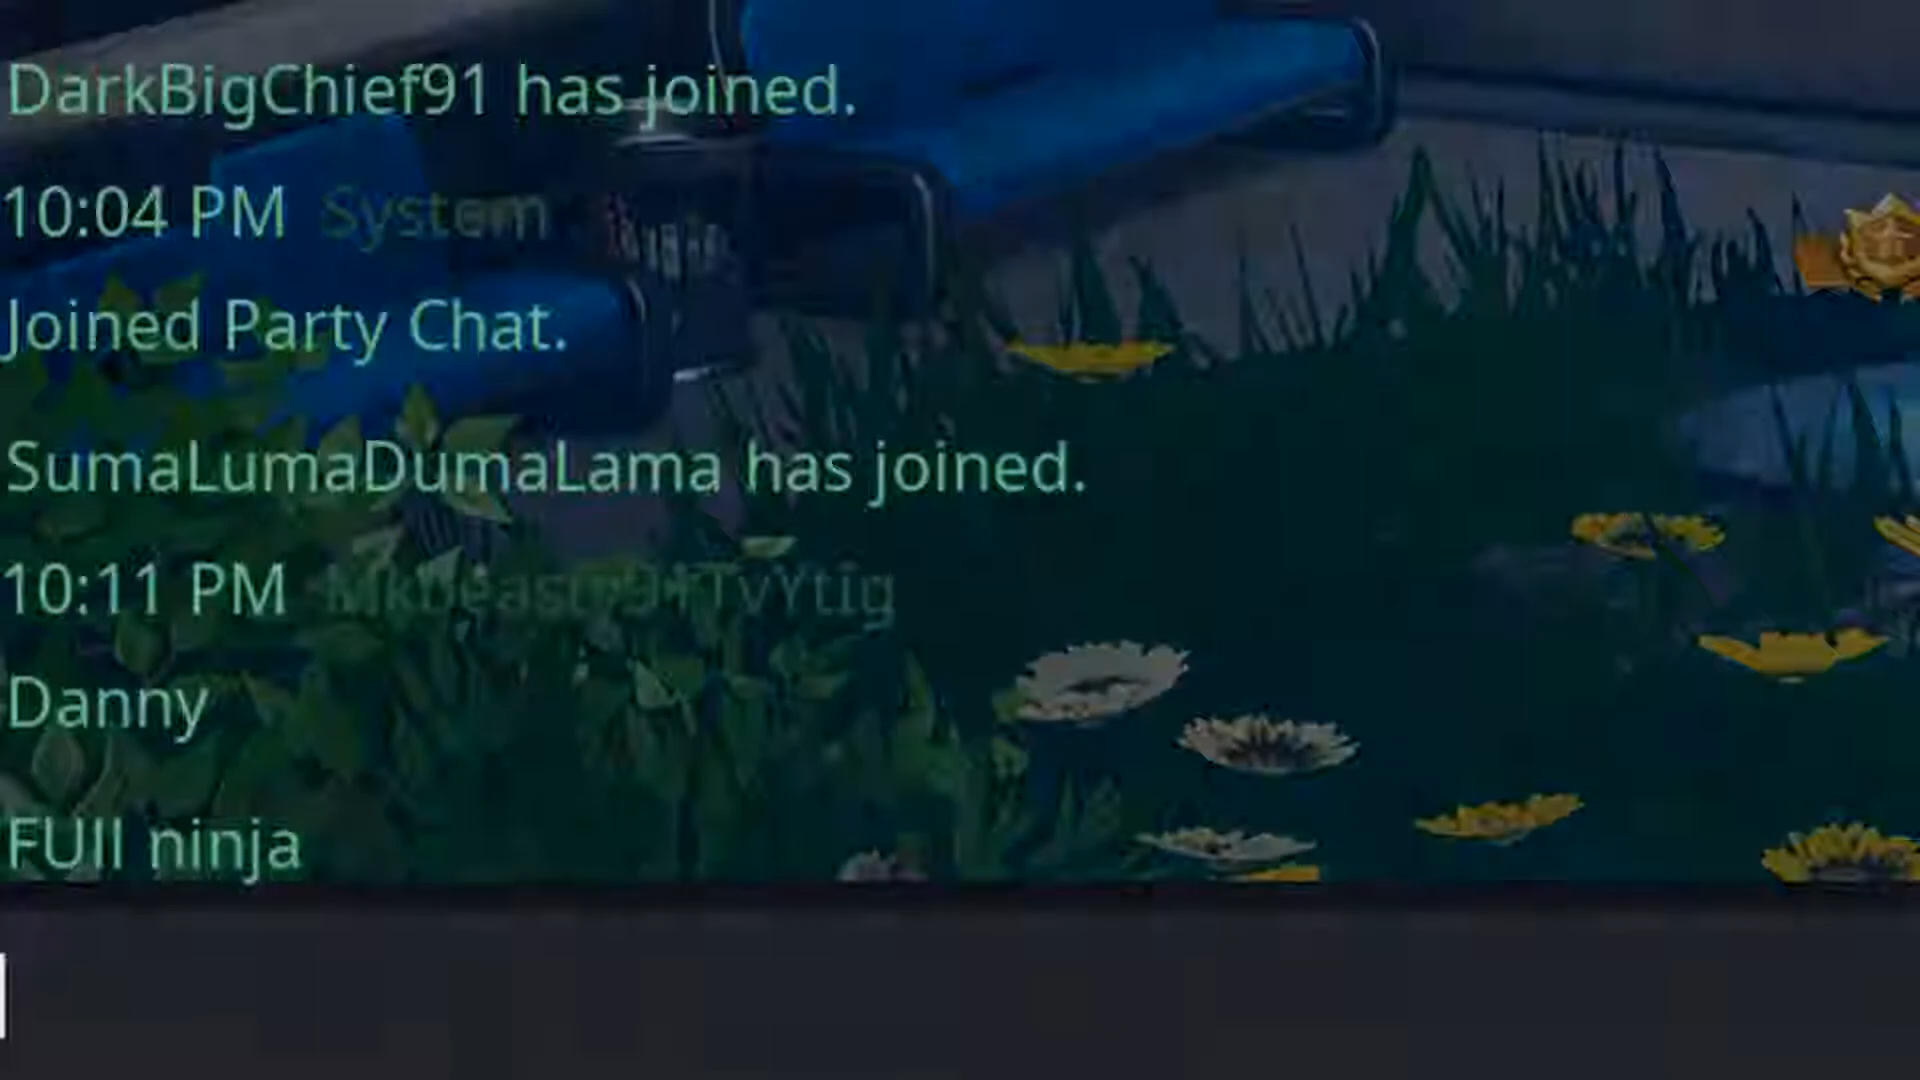 DarkBigChief91 has joined.
10:04 PM System
Joined Party Chat.
SumaLumaDumaLama has joined.
10:11 PM
Danny
FUll ninja